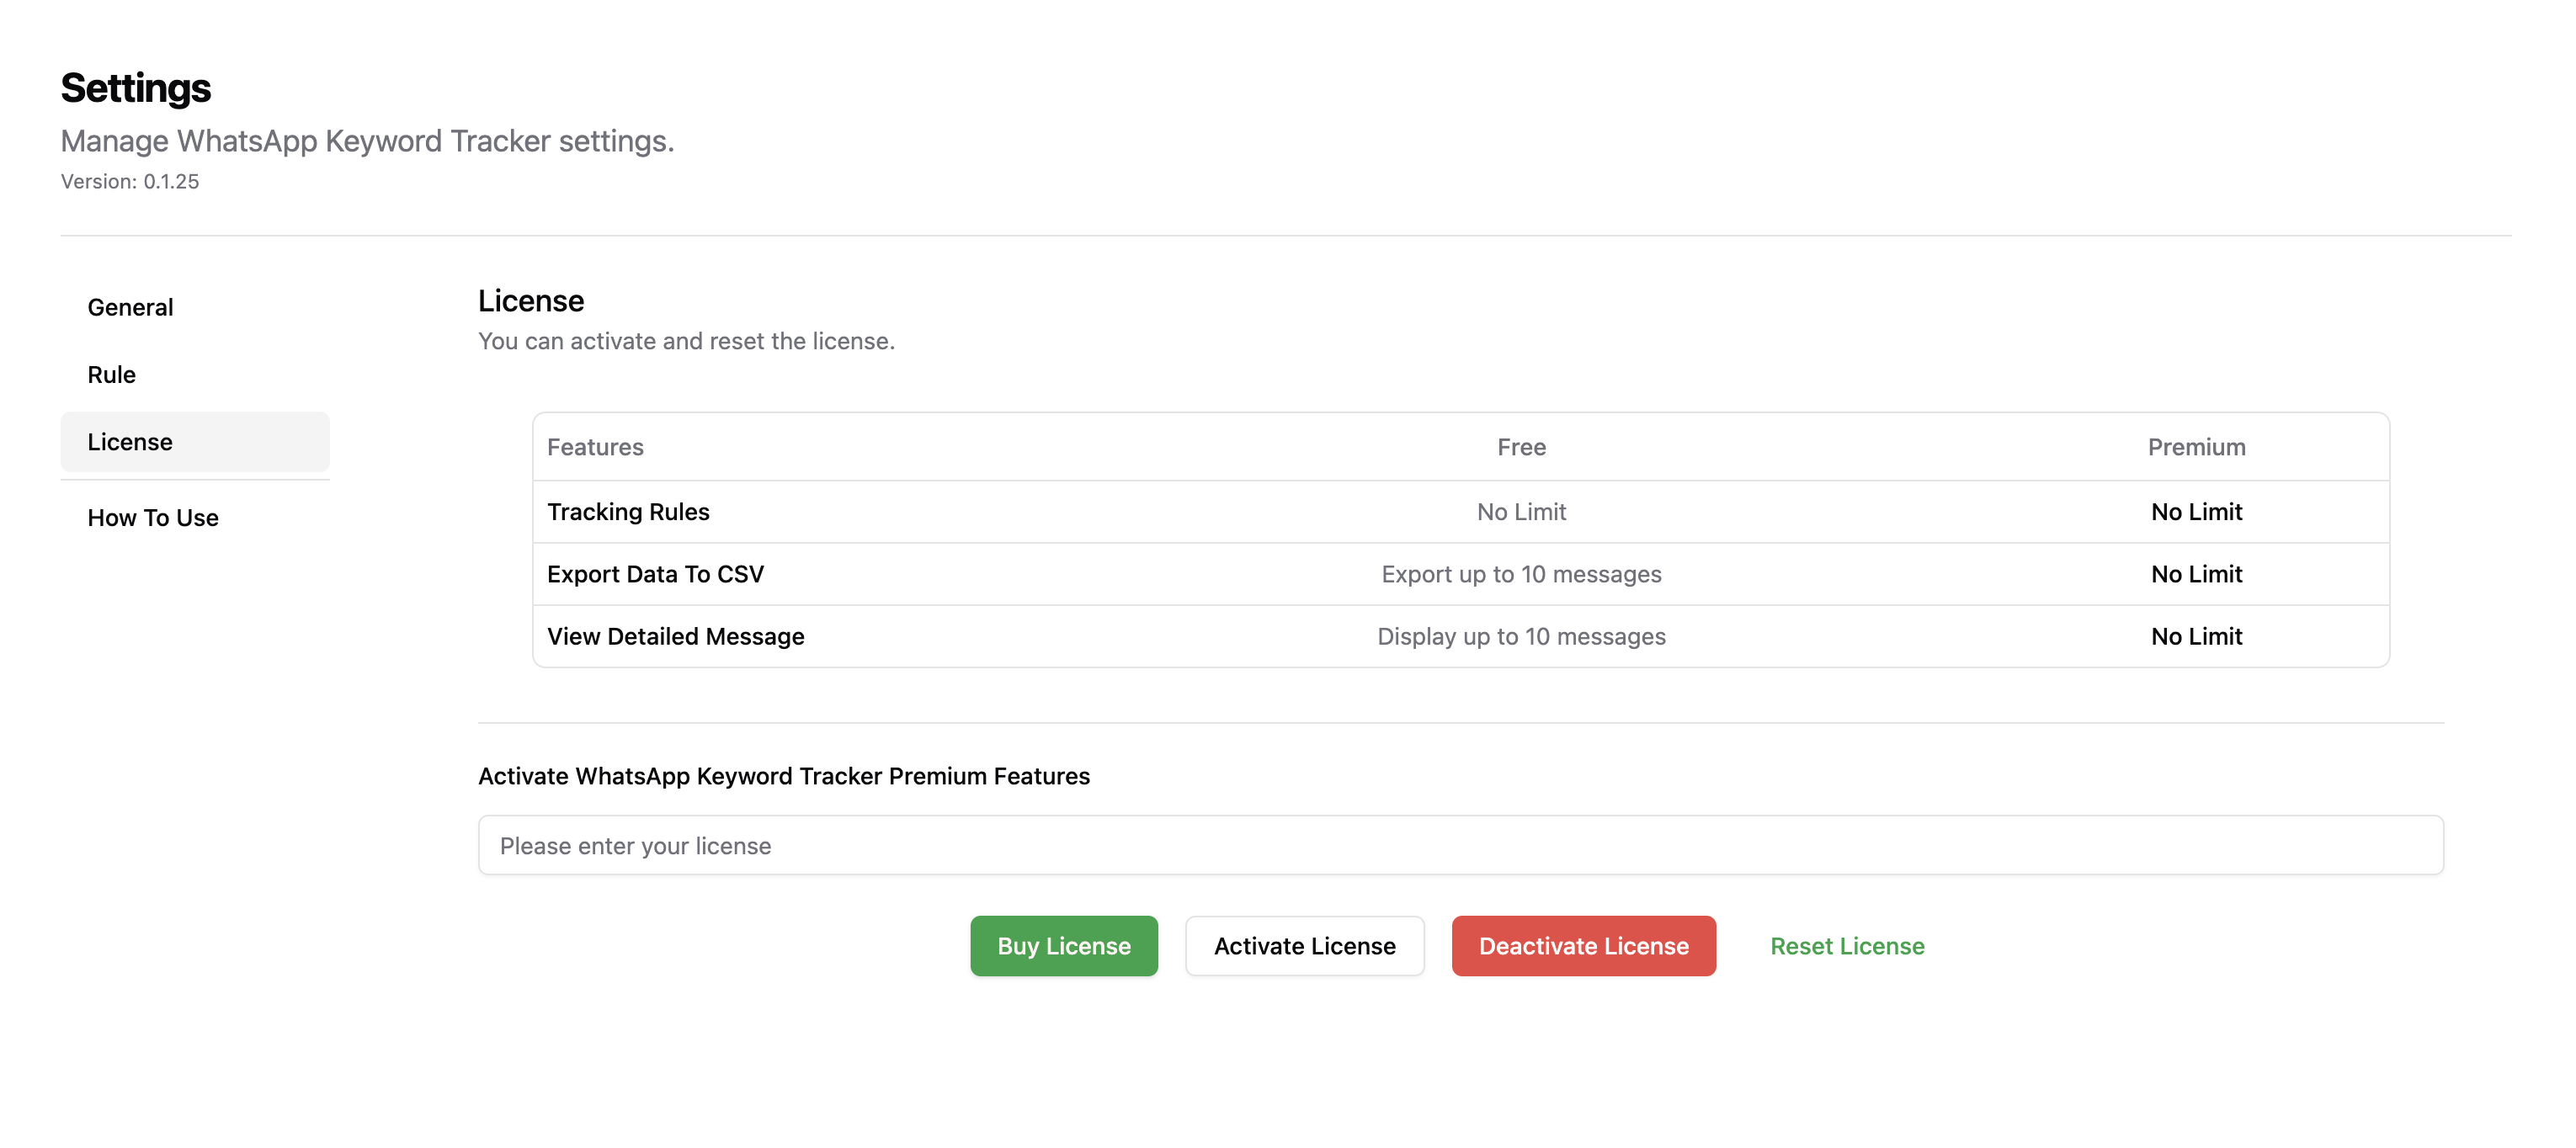 Settings
Manage WhatsApp Keyword Tracker settings.
Version: 0.1.25
General
Rule
License
How To Use
License
You can activate and reset the license.
Features Free Premium
Tracking Rules No Limit No Limit
Export Data To CSV Export up to 10 messages No Limit
View Detailed Message Display up to 10 messages No Limit
Activate WhatsApp Keyword Tracker Premium Features
Please enter your license
Buy License Activate License Deactivate License Reset License